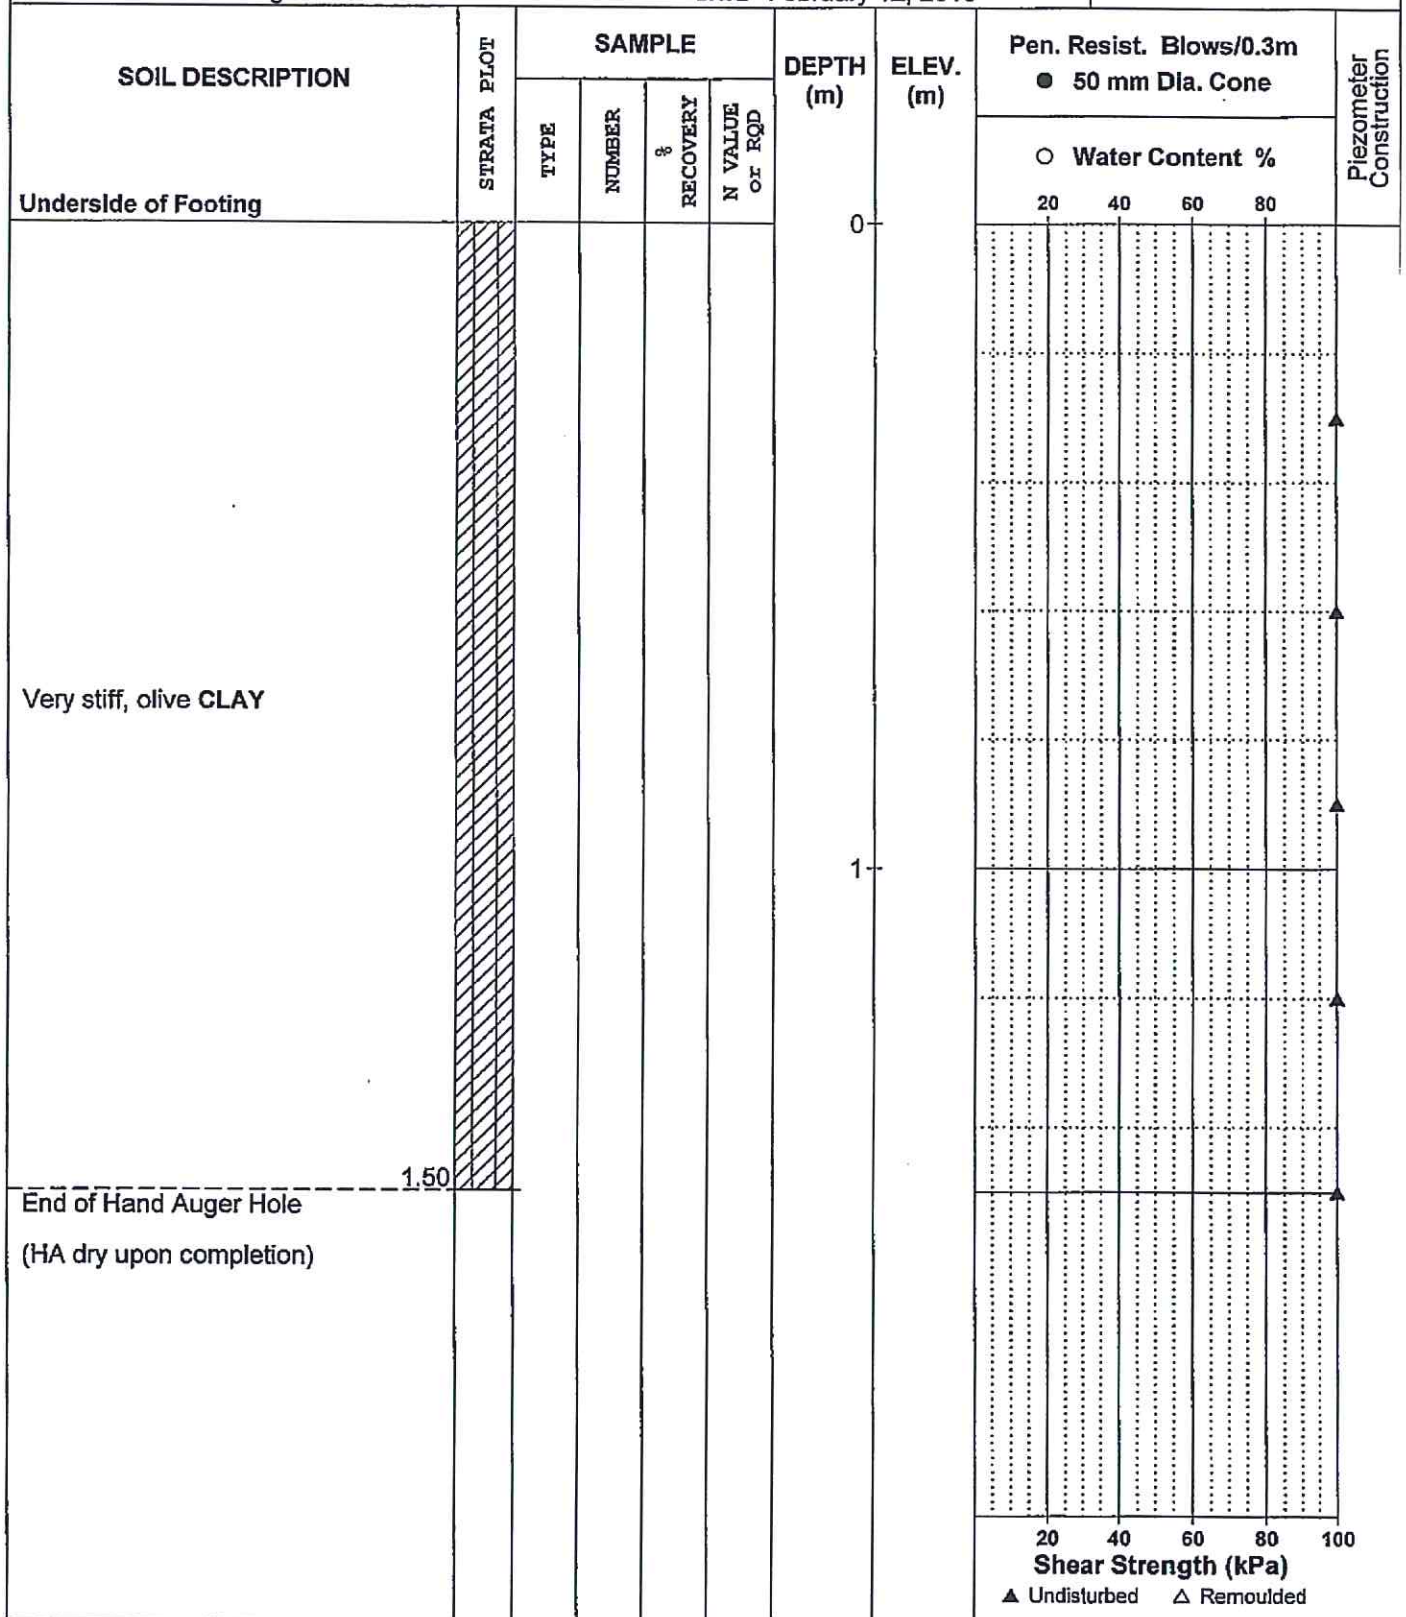 SOIL DESCRIPTION
Underside of Footing
STRATA PLOT
SAMPLE
TYPE
NUMBER
%
RECOVERY
N VALUE
or RQD
DEPTH
(m)
ELEV.
(m)
Pen. Resist. Blows/0.3m
● 50 mm Dia. Cone
○ Water Content %
20 40 60 80
Piezometer
Construction
0
Very stiff, olive CLAY
1
1.50
End of Hand Auger Hole
(HA dry upon completion)
20 40 60 80 100
Shear Strength (kPa)
▲ Undisturbed △ Remoulded